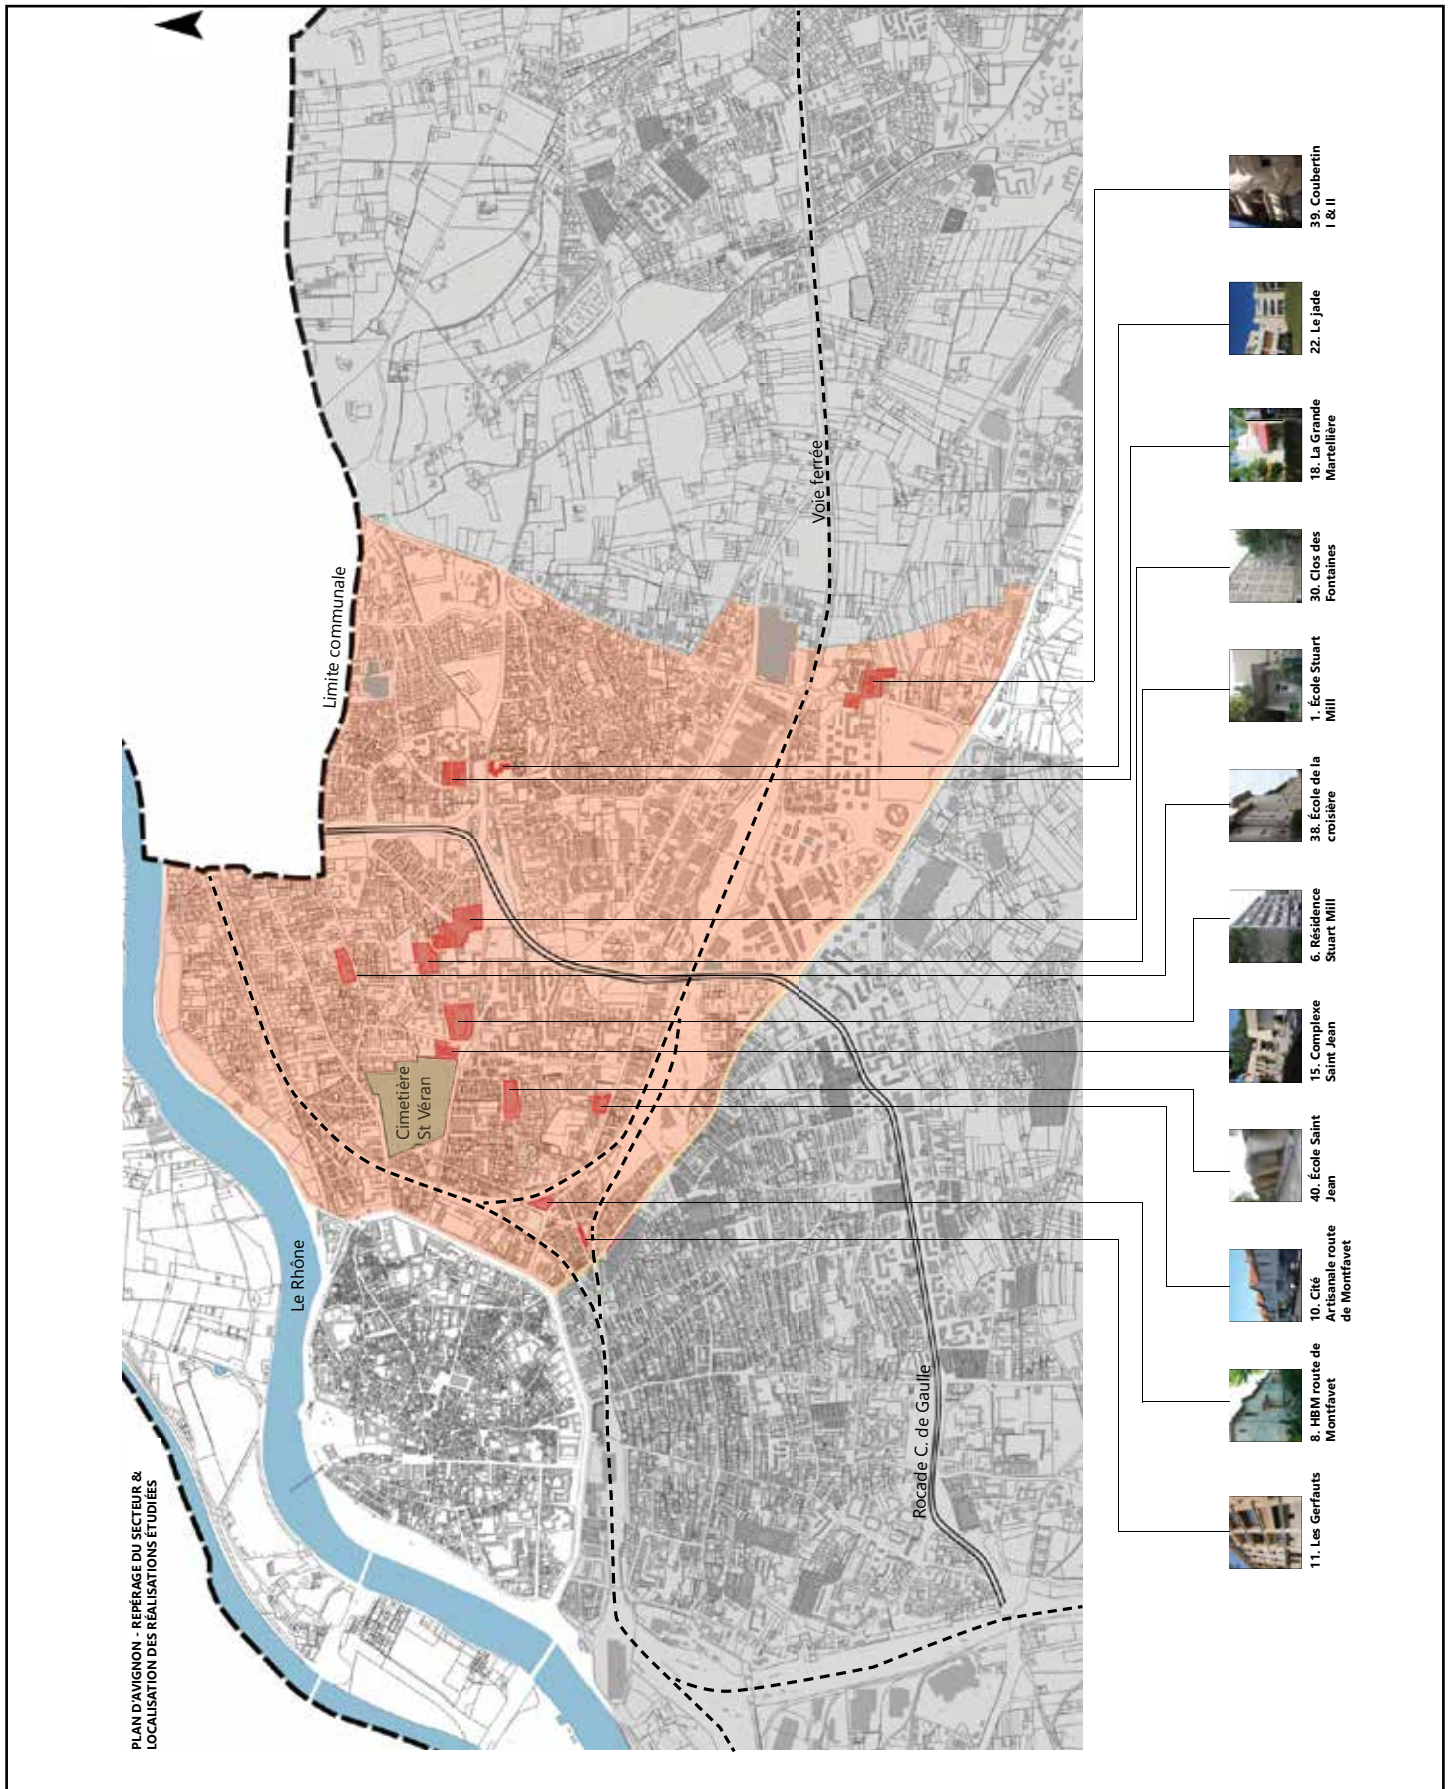 PLAN D'AVIGNON - REPÉRAGE DU SECTEUR &
LOCALISATION DES RÉALISATIONS ÉTUDIÉES
Le Rhône
Limite communale
Cimetière
St Véran
Voie ferrée
Rocade C. de Gaulle
11. Les Gerfauts
8. HBM route de
Montfavet
10. Cité
Artisanale route
de Montfavet
40. École Saint
Jean
15. Complexe
Saint Jean
6. Résidence
Stuart Mill
38. École de la
croisière
1. École Stuart
Mill
30. Clos des
Fontaines
18. La Grande
Martellière
22. Le jade
39. Coubertin
I & II